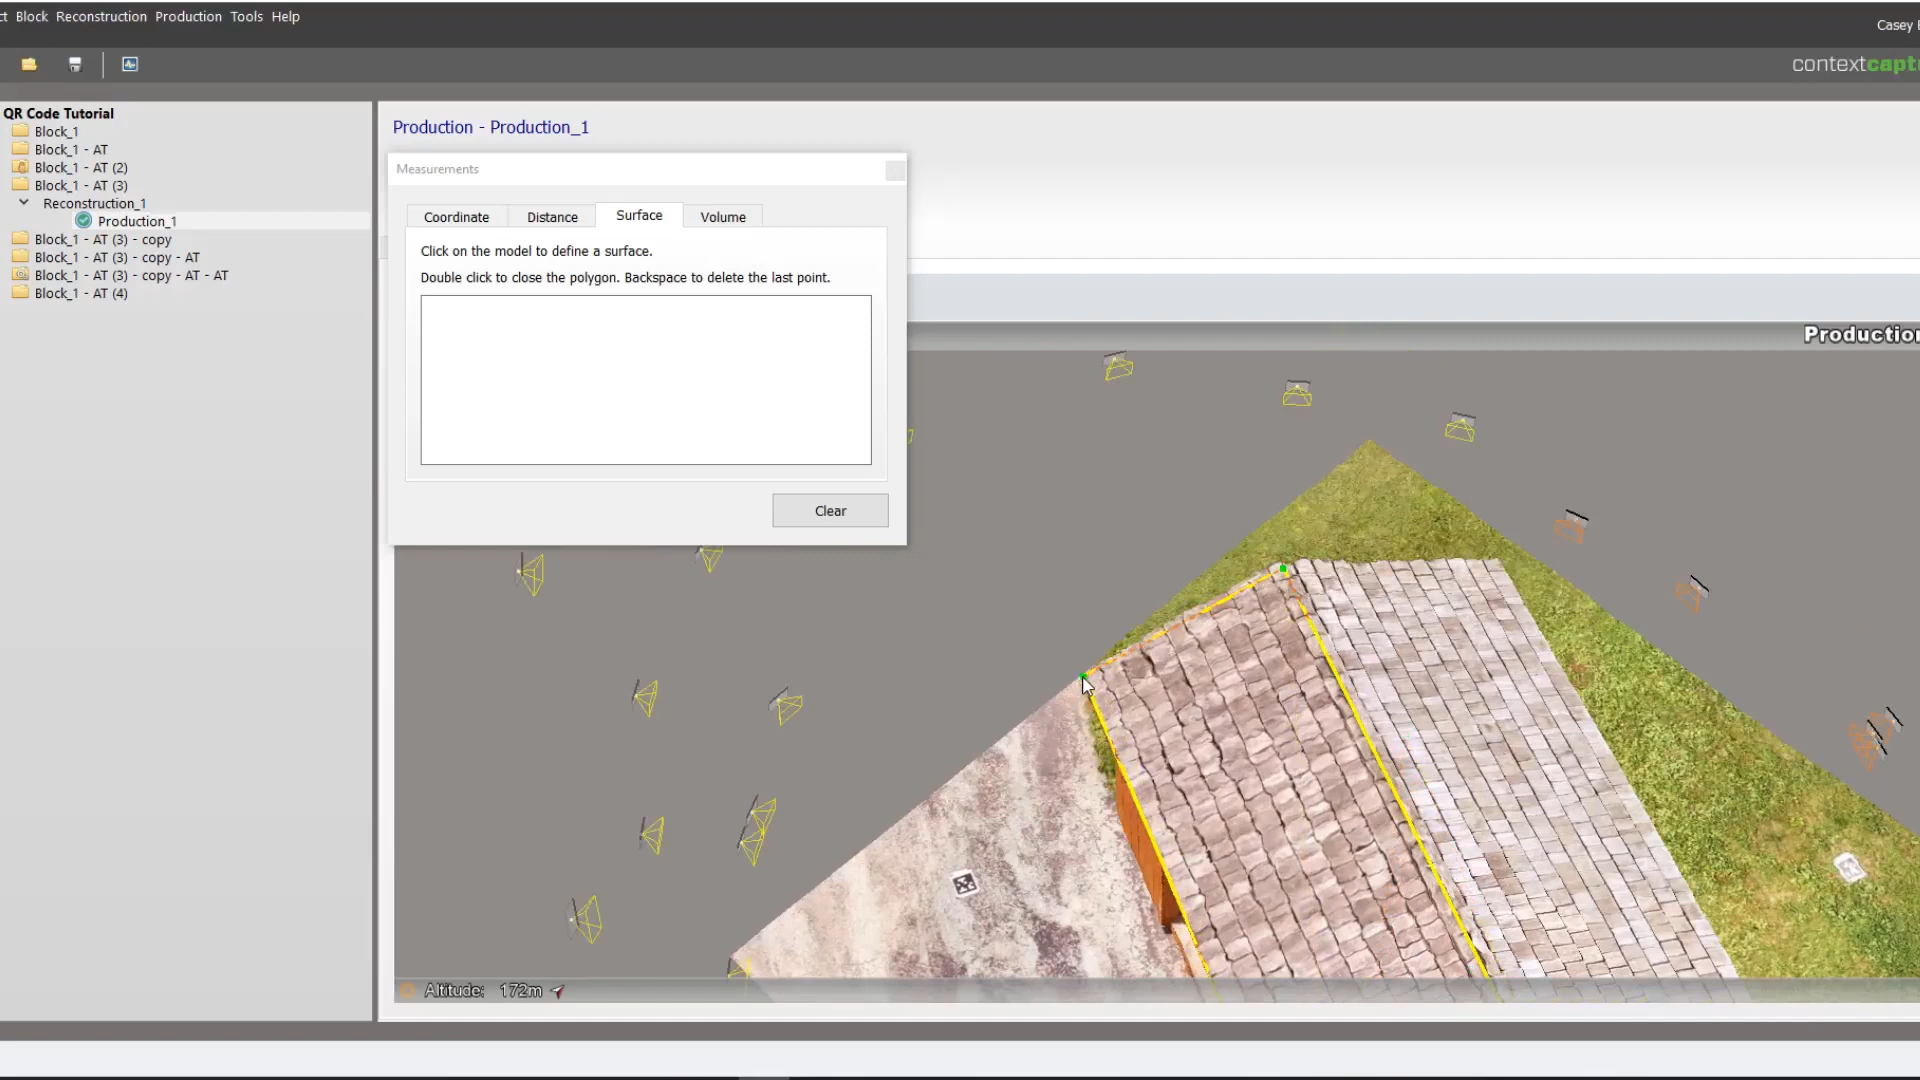 ct Block Reconstruction Production Tools Help
Casey
contextcaptu
QR Code Tutorial
Block_1
Block_1 - AT
Block_1 - AT (2)
Block_1 - AT (3)
Reconstruction_1
Production_1
Block_1 - AT (3) - copy
Block_1 - AT (3) - copy - AT
Block_1 - AT (3) - copy - AT - AT
Block_1 - AT (4)
Production - Production_1
Measurements
Coordinate Distance Surface Volume
Click on the model to define a surface.
Double click to close the polygon. Backspace to delete the last point.
Clear
Production
Altitude: 172m